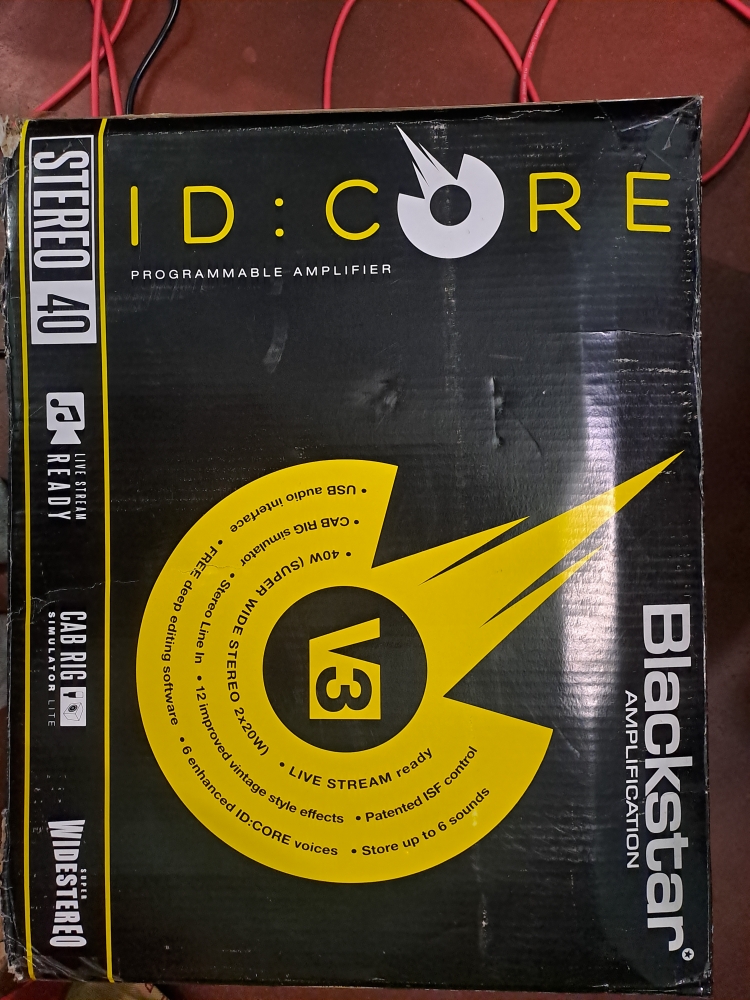 ID:CORE
PROGRAMMABLE AMPLIFIER
STEREO 40
LIVE STREAM
READY
CAB RIG
SIMULATOR LITE
SUPER
WIDE STEREO
V3
• USB audio interface
• CAB RIG simulator
• 40W (SUPER WIDE STEREO 2x20W)
• FREE deep editing software
• Stereo Line In
• 12 improved vintage style effects
• 6 enhanced ID:CORE voices
• LIVE STREAM ready
• Patented ISF control
• Store up to 6 sounds
Blackstar
AMPLIFICATION